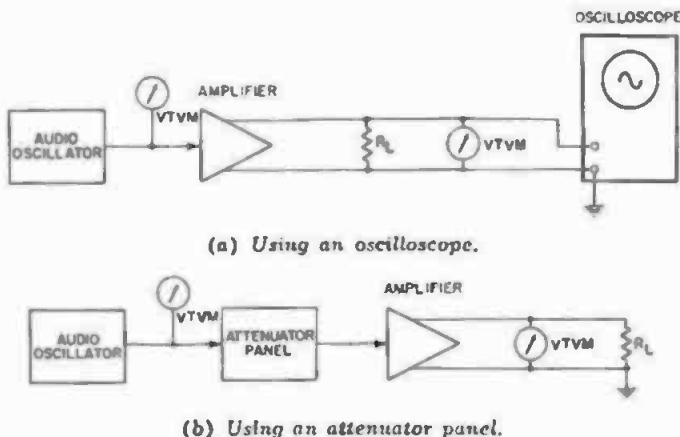 OSCILLOSCOPE
AMPLIFIER
VTVM
AUDIO
OSCILLATOR
RL
VTVM
(a) Using an oscilloscope.
AMPLIFIER
VTVM
AUDIO
OSCILLATOR
ATTENUATOR
PANEL
VTVM
RL
(b) Using an attenuator panel.